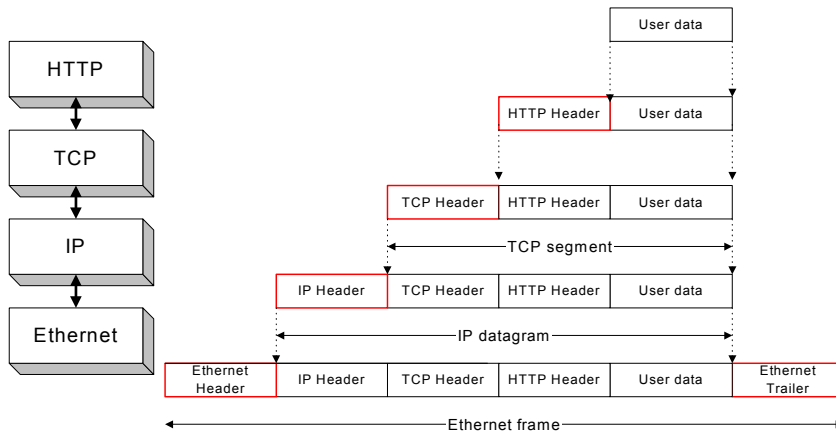 User data
HTTP
HTTP Header User data
TCP
TCP Header HTTP Header User data
IP
TCP segment
IP Header TCP Header HTTP Header User data
Ethernet
IP datagram
Ethernet
Header IP Header TCP Header HTTP Header User data Ethernet
Trailer
Ethernet frame